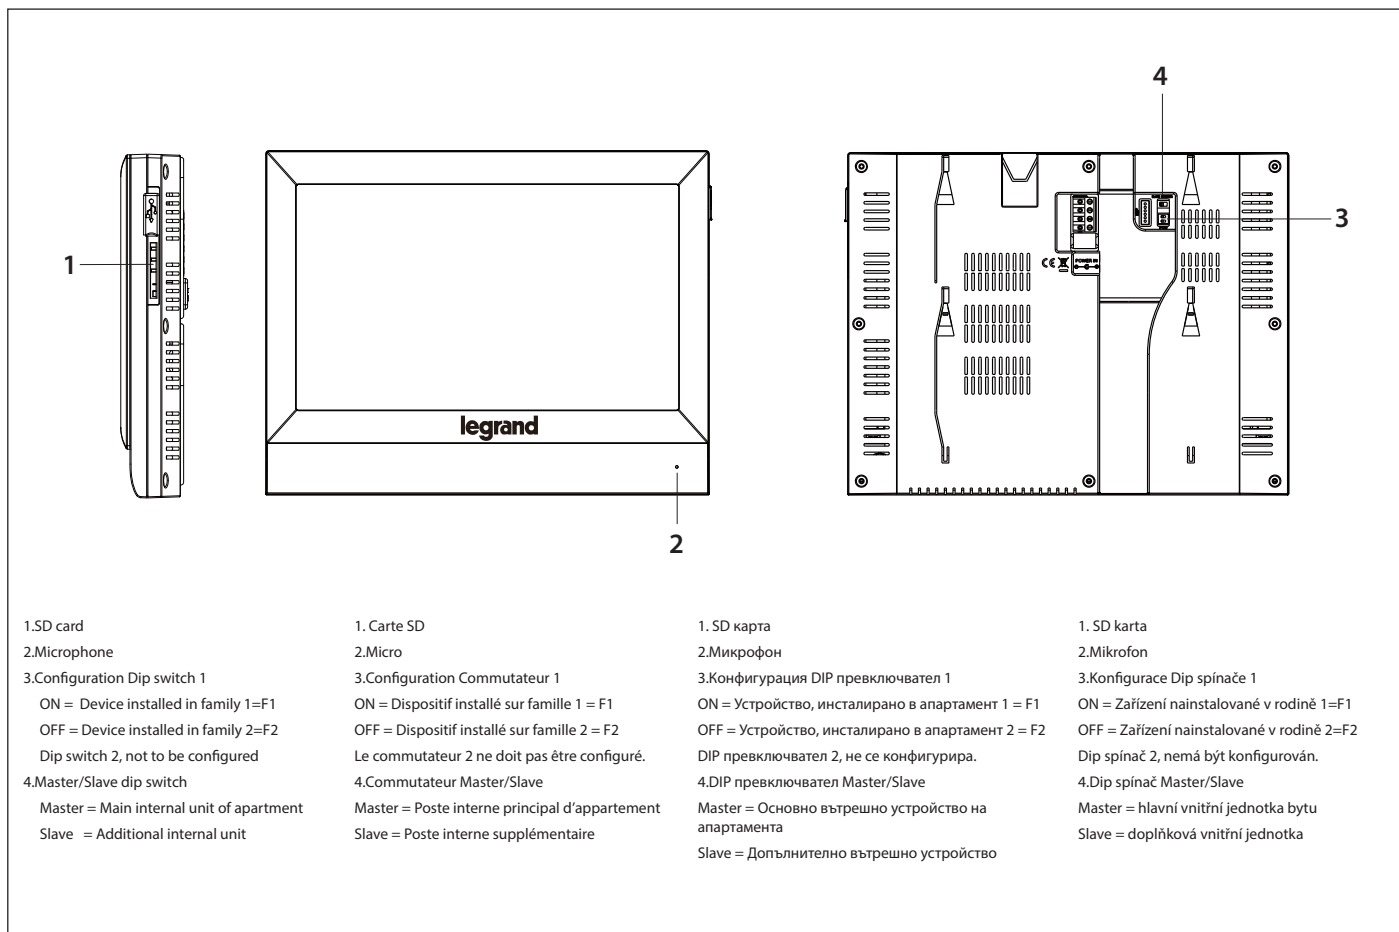 4
1
3
POWER IN
legrand
2
1.SD card
2.Microphone
3.Configuration Dip switch 1
ON = Device installed in family 1=F1
OFF = Device installed in family 2=F2
Dip switch 2, not to be configured
4.Master/Slave dip switch
Master = Main internal unit of apartment
Slave = Additional internal unit
1. Carte SD
2.Micro
3.Configuration Commutateur 1
ON = Dispositif installé sur famille 1 = F1
OFF = Dispositif installé sur famille 2 = F2
Le commutateur 2 ne doit pas être configuré.
4.Commutateur Master/Slave
Master = Poste interne principal d’appartement
Slave = Poste interne supplémentaire
1. SD карта
2.Микрофон
3.Конфигурация DIP превключвател 1
ON = Устройство, инсталирано в апартамент 1 = F1
OFF = Устройство, инсталирано в апартамент 2 = F2
DIP превключвател 2, не се конфигурира.
4.DIP превключвател Master/Slave
Master = Основно вътрешно устройство на
апартамента
Slave = Допълнително вътрешно устройство
1. SD karta
2.Mikrofon
3.Konfigurace Dip spínače 1
ON = Zařízení nainstalované v rodině 1=F1
OFF = Zařízení nainstalované v rodině 2=F2
Dip spínač 2, nemá být konfigurován.
4.Dip spínač Master/Slave
Master = hlavní vnitřní jednotka bytu
Slave = doplňková vnitřní jednotka